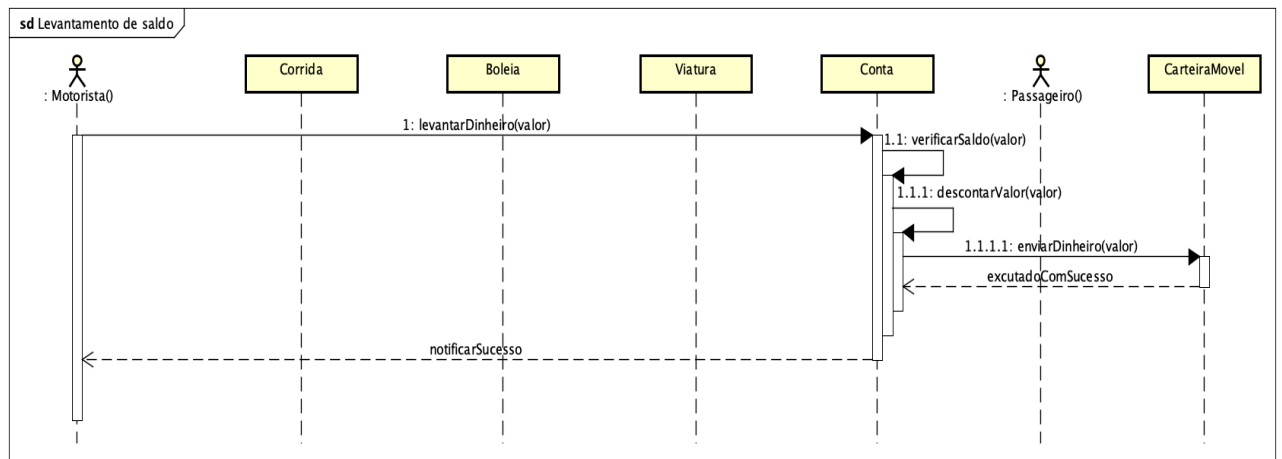 sd Levantamento de saldo
: Motorista()
Corrida
Boleia
Viatura
Conta
: Passageiro()
CarteiraMovel
1: levantarDinheiro(valor)
1.1: verificarSaldo(valor)
1.1.1: descontarValor(valor)
1.1.1.1: enviarDinheiro(valor)
excutadoComSucesso
notificarSucesso